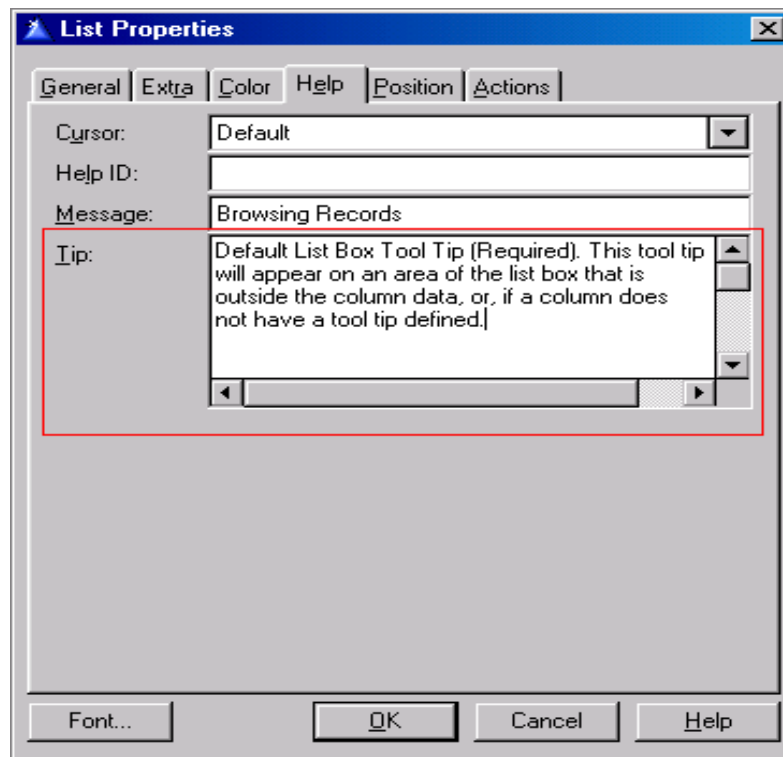 List Properties
General Extra Color Help Position Actions
Cursor: Default
Help ID:
Message: Browsing Records
Tip: Default List Box Tool Tip (Required). This tool tip
will appear on an area of the list box that is
outside the column data, or, if a column does
not have a tool tip defined.
Font... OK Cancel Help